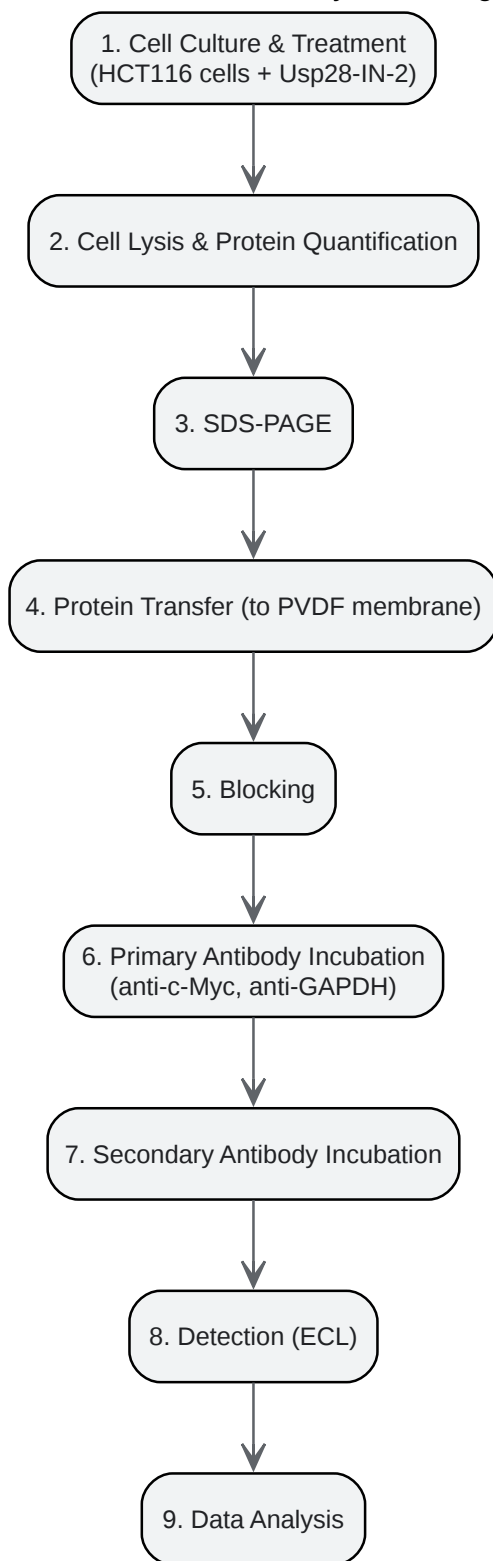 1. Cell Culture & Treatment
(HCT116 cells + Usp28-IN-2)
2. Cell Lysis & Protein Quantification
3. SDS-PAGE
4. Protein Transfer (to PVDF membrane)
5. Blocking
6. Primary Antibody Incubation
(anti-c-Myc, anti-GAPDH)
7. Secondary Antibody Incubation
8. Detection (ECL)
9. Data Analysis